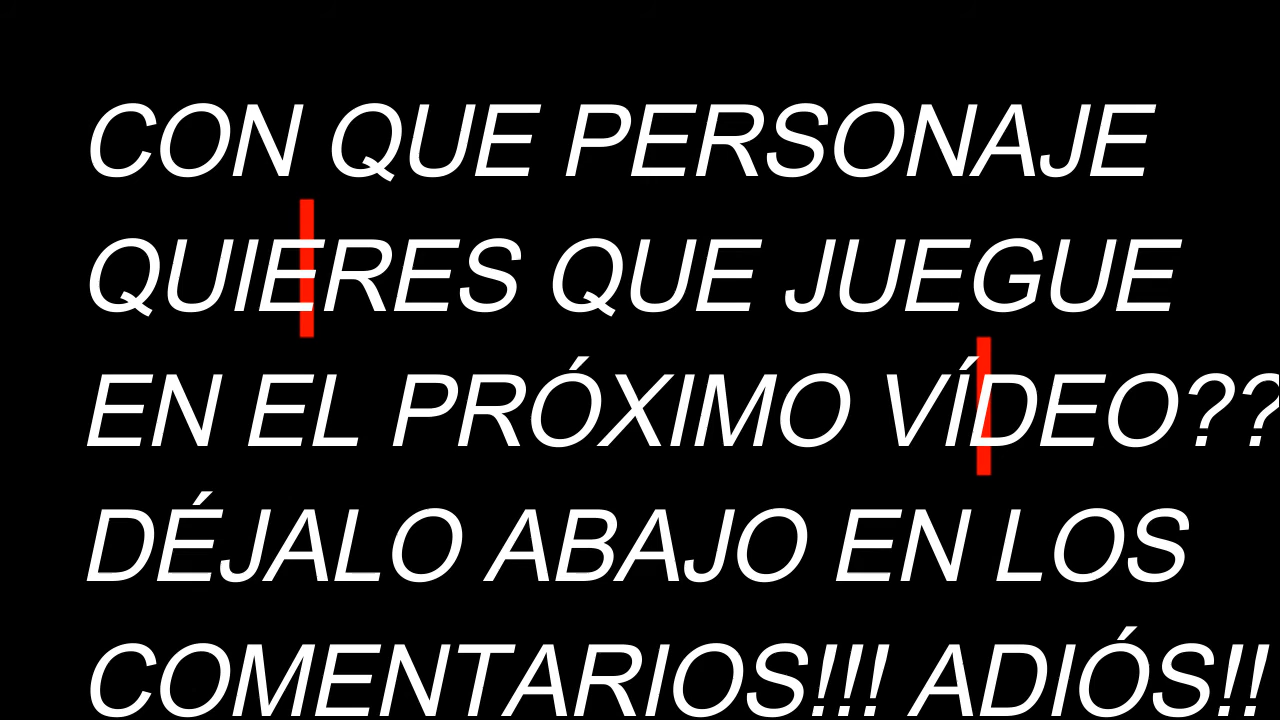 CON QUE PERSONAJE
QUIERES QUE JUEGUE
EN EL PRÓXIMO VÍDEO??
DÉJALO ABAJO EN LOS
COMENTARIOS!!! ADIÓS!!